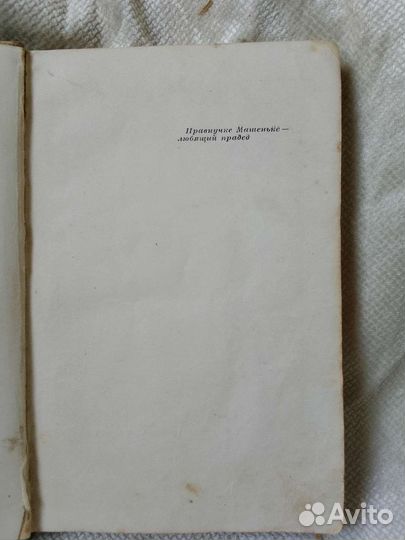 Правнучке Машеньке —
любящий прадед
Avito